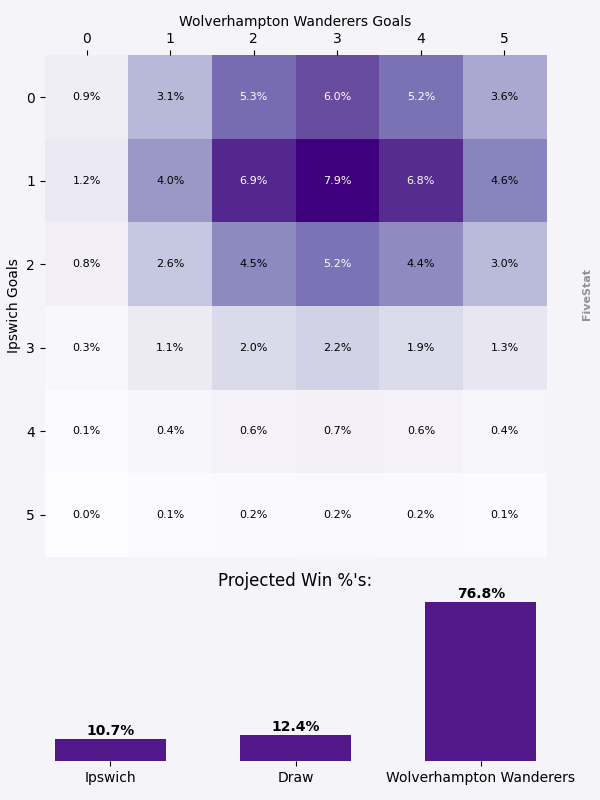 Wolverhampton Wanderers Goals
0 1 2 3 4 5
0 0.9% 3.1% 5.3% 6.0% 5.2% 3.6%
1 1.2% 4.0% 6.9% 7.9% 6.8% 4.6%
2 0.8% 2.6% 4.5% 5.2% 4.4% 3.0%
3 0.3% 1.1% 2.0% 2.2% 1.9% 1.3%
4 0.1% 0.4% 0.6% 0.7% 0.6% 0.4%
5 0.0% 0.1% 0.2% 0.2% 0.2% 0.1%
Ipswich Goals
FiveStat
Projected Win %'s:
10.7% 12.4% 76.8%
Ipswich Draw Wolverhampton Wanderers